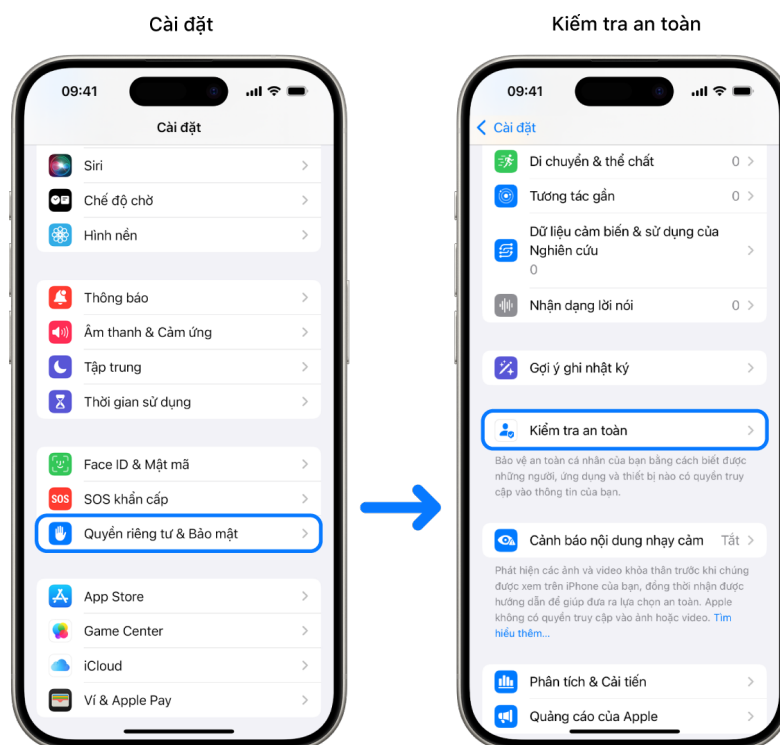 Cài đặt
09:41
Cài đặt
Siri
Chế độ chờ
Hình nền
Thông báo
Âm thanh & Cảm ứng
Tập trung
Thời gian sử dụng
Face ID & Mật mã
SOS
SOS khẩn cấp
Quyền riêng tư & Bảo mật
App Store
Game Center
iCloud
Ví & Apple Pay
Kiểm tra an toàn
09:41
Cài đặt
Di chuyển & thể chất 0
Tương tác gần 0
Dữ liệu cảm biến & sử dụng của
Nghiên cứu
0
Nhận dạng lời nói 0
Gợi ý ghi nhật ký
Kiểm tra an toàn
Bảo vệ an toàn cá nhân của bạn bằng cách biết được
những người, ứng dụng và thiết bị nào có quyền truy
cập vào thông tin của bạn.
Cảnh báo nội dung nhạy cảm Tắt
Phát hiện các ảnh và video khỏa thân trước khi chúng
được xem trên iPhone của bạn, đồng thời nhận được
hướng dẫn để giúp đưa ra lựa chọn an toàn. Apple
không có quyền truy cập vào ảnh hoặc video. Tìm
hiểu thêm...
Phân tích & Cải tiến
Quảng cáo của Apple